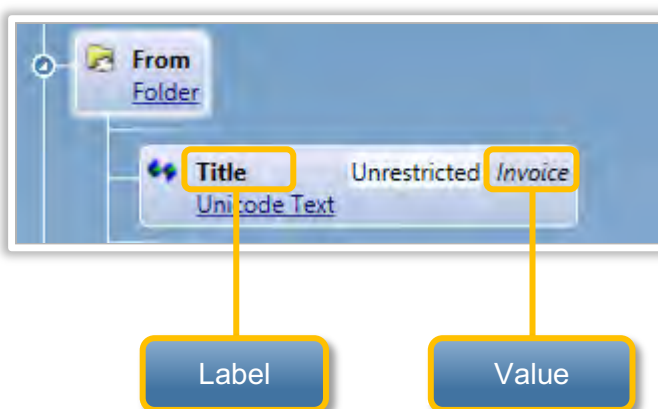 From
Folder
Title Unrestricted Invoice
Unicode Text
Label Value